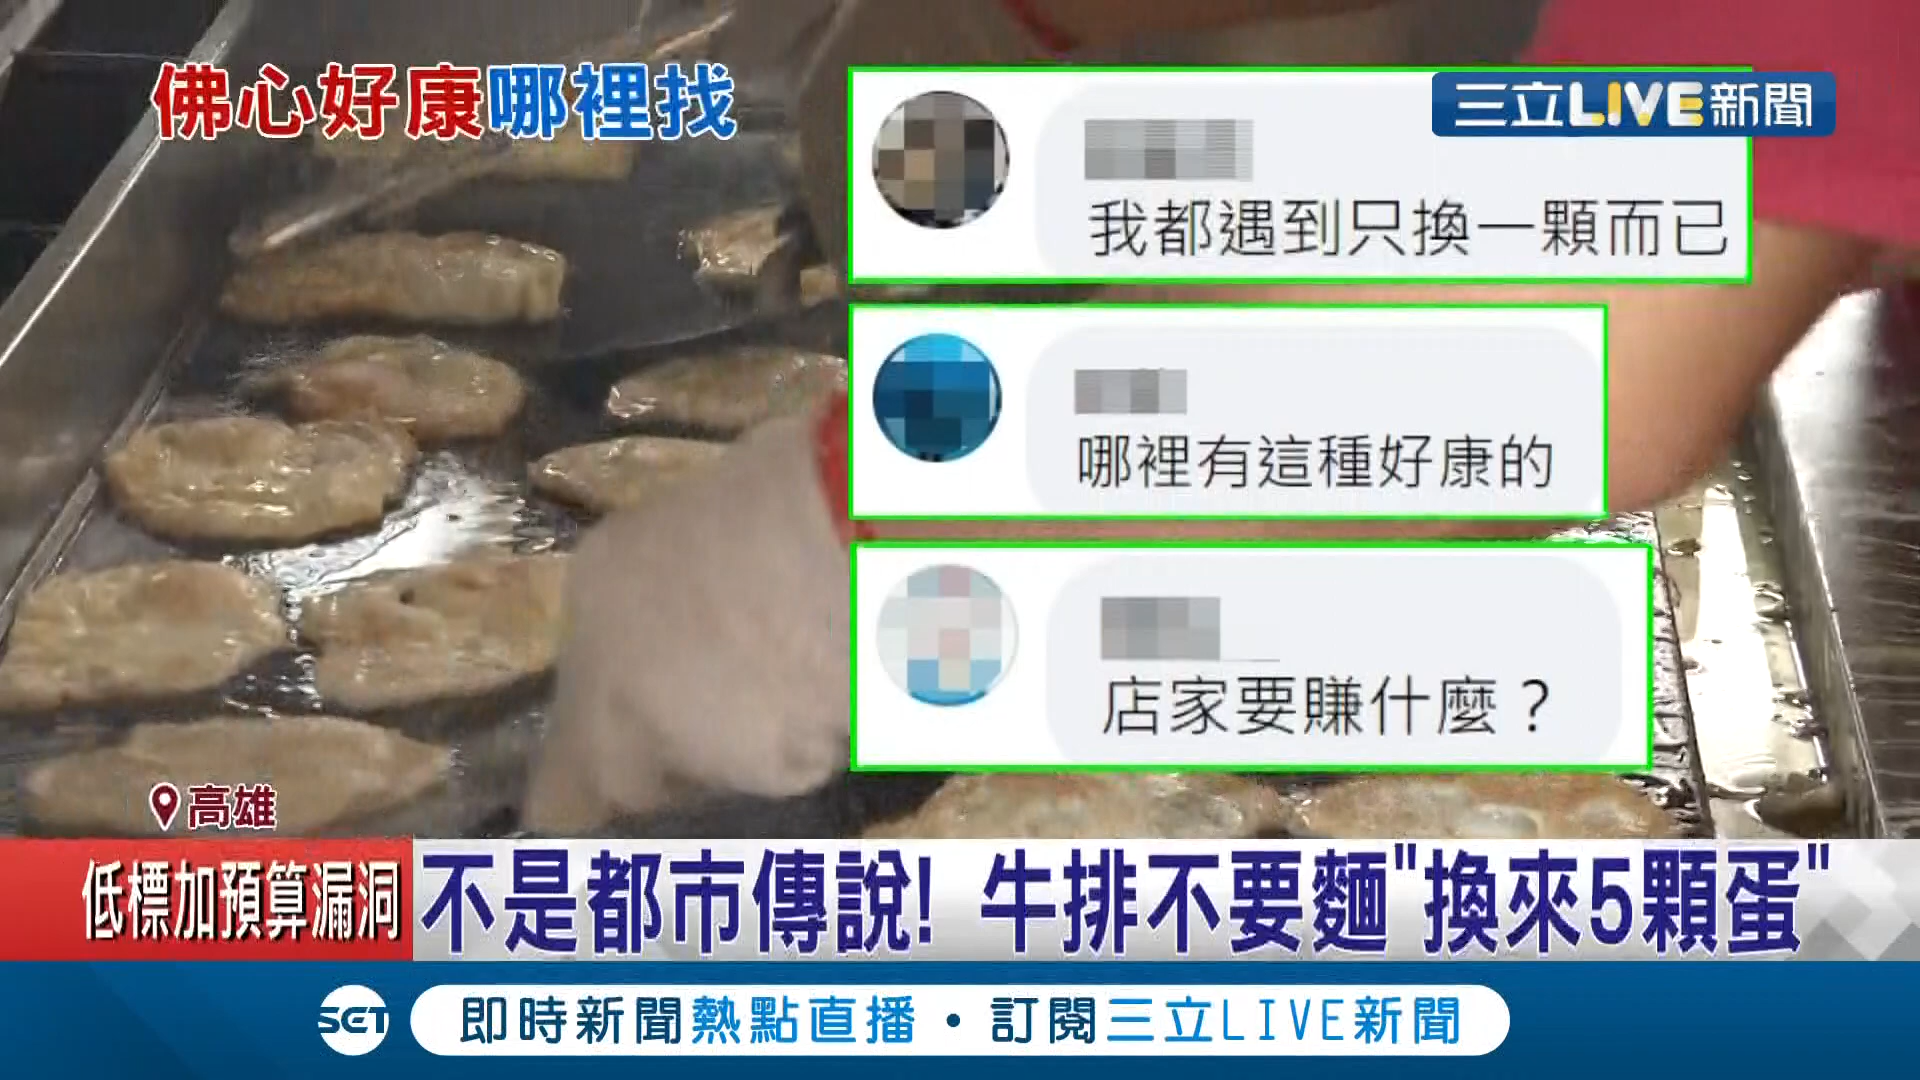 佛心好康哪裡找
三立LIVE新聞
我都遇到只換一顆而已
哪裡有這種好康的
店家要賺什麼？
高雄
低標加預算漏洞
不是都市傳說! 牛排不要麵"換來5顆蛋"
SET
即時新聞熱點直播・訂閱三立LIVE新聞